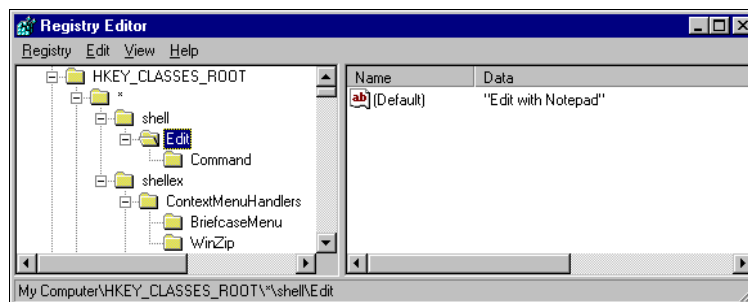 Registry Editor
Registry Edit View Help
HKEY_CLASSES_ROOT
*
shell
Edit
Command
shellex
ContextMenuHandlers
BriefcaseMenu
WinZip
Name Data
ab (Default) "Edit with Notepad"
My Computer\HKEY_CLASSES_ROOT\*\shell\Edit